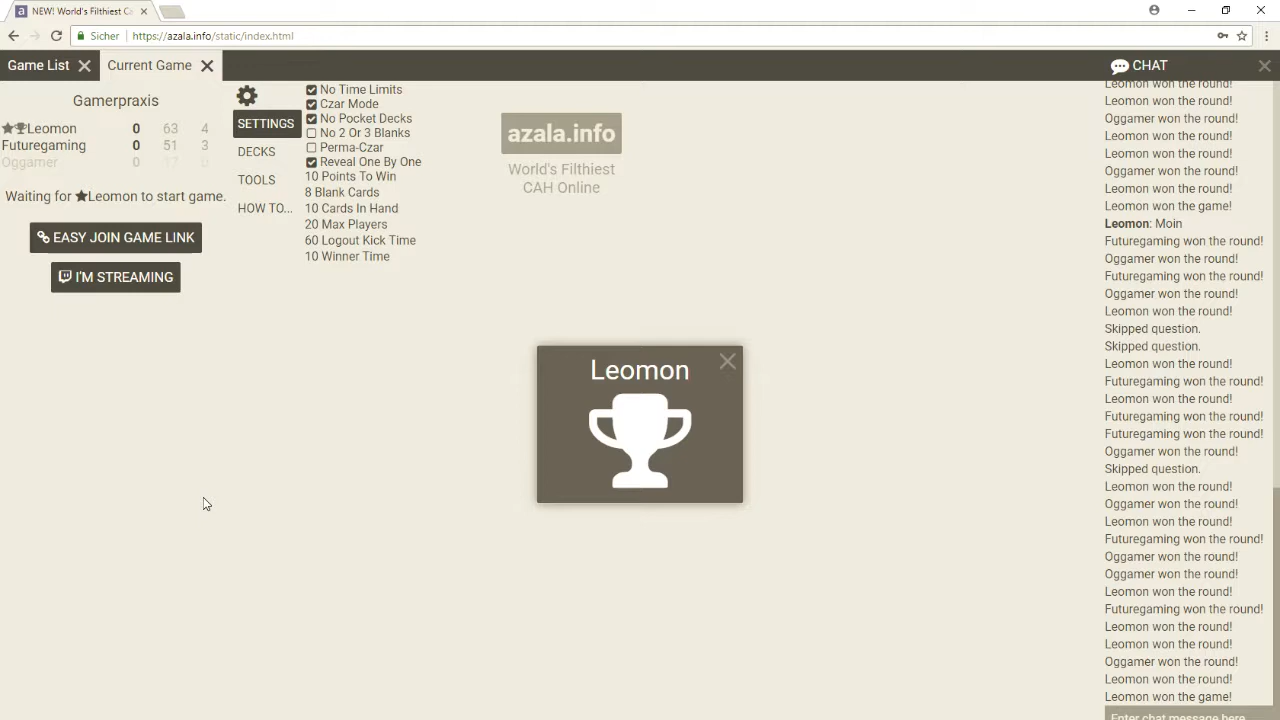 NEW! World's Filthiest Ca
Sicher
https://azala.info/static/index.html
Game List
Current Game
CHAT
Gamerpraxis
Leomon 0 63 4
Futuregaming 0 51 3
Oggamer 0 17 0
Waiting for Leomon to start game.
EASY JOIN GAME LINK
I'M STREAMING
SETTINGS
DECKS
TOOLS
HOW TO...
No Time Limits
Czar Mode
No Pocket Decks
No 2 Or 3 Blanks
Perma-Czar
Reveal One By One
10 Points To Win
8 Blank Cards
10 Cards In Hand
20 Max Players
60 Logout Kick Time
10 Winner Time
azala.info
World's Filthiest
CAH Online
Leomon
Leomon won the round!
Leomon won the round!
Oggamer won the round!
Leomon won the round!
Leomon won the round!
Oggamer won the round!
Leomon won the round!
Leomon won the game!
Leomon: Moin
Futuregaming won the round!
Oggamer won the round!
Futuregaming won the round!
Oggamer won the round!
Leomon won the round!
Skipped question.
Skipped question.
Leomon won the round!
Futuregaming won the round!
Leomon won the round!
Futuregaming won the round!
Futuregaming won the round!
Oggamer won the round!
Skipped question.
Leomon won the round!
Oggamer won the round!
Leomon won the round!
Futuregaming won the round!
Oggamer won the round!
Oggamer won the round!
Leomon won the round!
Futuregaming won the round!
Leomon won the round!
Leomon won the round!
Oggamer won the round!
Leomon won the round!
Leomon won the game!
Enter chat message here